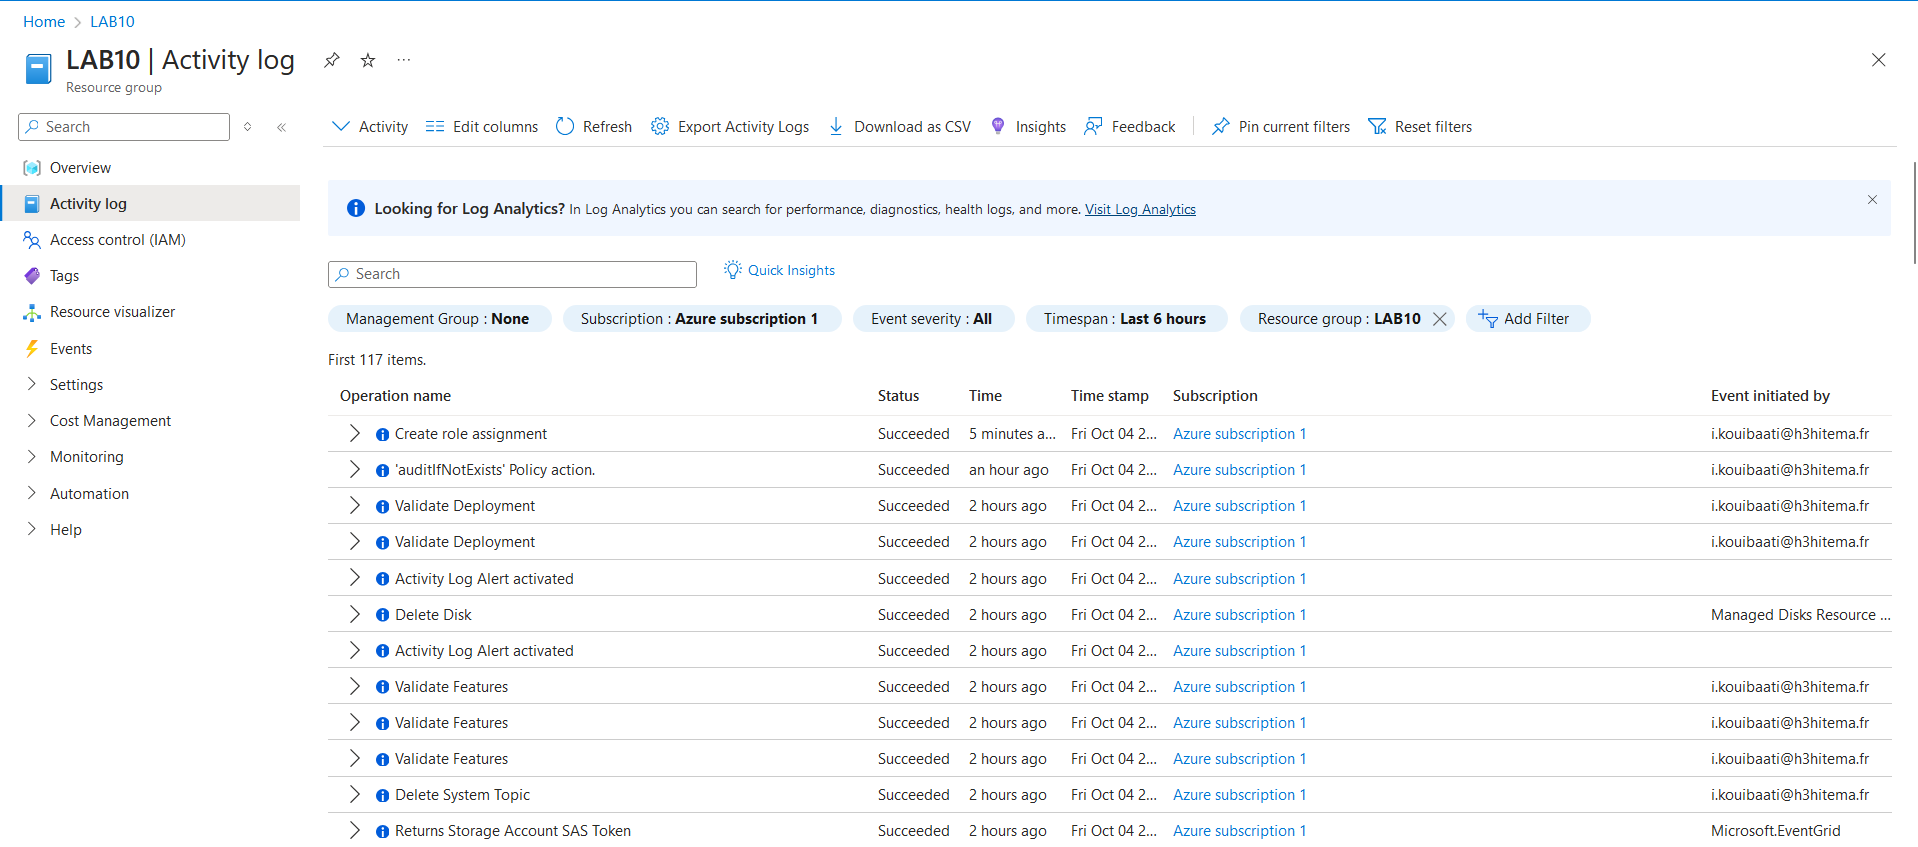 Home > LAB10
LAB10 | Activity log
Resource group
Search
Overview
Activity log
Access control (IAM)
Tags
Resource visualizer
Events
Settings
Cost Management
Monitoring
Automation
Help
Activity Edit columns Refresh Export Activity Logs Download as CSV Insights Feedback Pin current filters Reset filters
Looking for Log Analytics? In Log Analytics you can search for performance, diagnostics, health logs, and more. Visit Log Analytics
Search Quick Insights
Management Group : None Subscription : Azure subscription 1 Event severity : All Timespan : Last 6 hours Resource group : LAB10 Add Filter
First 117 items.
Operation name Status Time Time stamp Subscription Event initiated by
Create role assignment Succeeded 5 minutes a... Fri Oct 04 2... Azure subscription 1 i.kouibaati@h3hitema.fr
'auditIfNotExists' Policy action. Succeeded an hour ago Fri Oct 04 2... Azure subscription 1 i.kouibaati@h3hitema.fr
Validate Deployment Succeeded 2 hours ago Fri Oct 04 2... Azure subscription 1 i.kouibaati@h3hitema.fr
Validate Deployment Succeeded 2 hours ago Fri Oct 04 2... Azure subscription 1 i.kouibaati@h3hitema.fr
Activity Log Alert activated Succeeded 2 hours ago Fri Oct 04 2... Azure subscription 1
Delete Disk Succeeded 2 hours ago Fri Oct 04 2... Azure subscription 1 Managed Disks Resource ...
Activity Log Alert activated Succeeded 2 hours ago Fri Oct 04 2... Azure subscription 1
Validate Features Succeeded 2 hours ago Fri Oct 04 2... Azure subscription 1 i.kouibaati@h3hitema.fr
Validate Features Succeeded 2 hours ago Fri Oct 04 2... Azure subscription 1 i.kouibaati@h3hitema.fr
Validate Features Succeeded 2 hours ago Fri Oct 04 2... Azure subscription 1 i.kouibaati@h3hitema.fr
Delete System Topic Succeeded 2 hours ago Fri Oct 04 2... Azure subscription 1 i.kouibaati@h3hitema.fr
Returns Storage Account SAS Token Succeeded 2 hours ago Fri Oct 04 2... Azure subscription 1 Microsoft.EventGrid